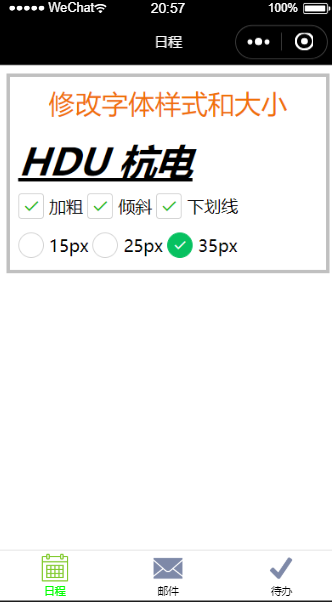 WeChat 20:57 100%
日程
修改字体样式和大小
HDU 杭电
加粗 倾斜 下划线
15px 25px 35px
日程 邮件 待办